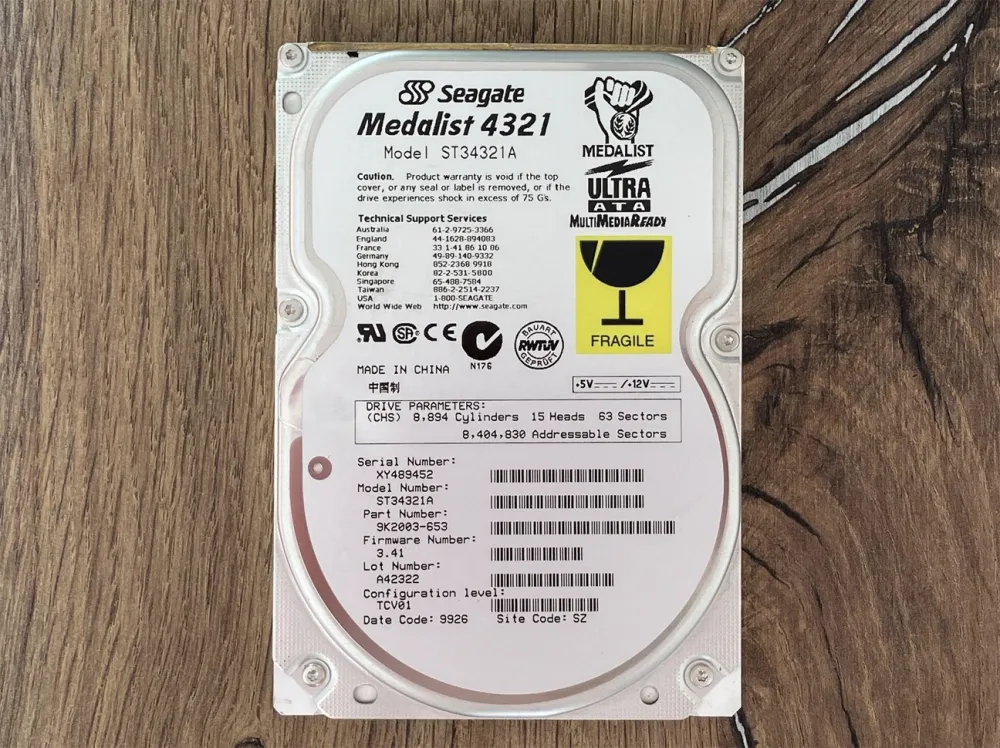 Seagate
Medalist 4321
Model ST34321A
MEDALIST
ULTRA
ATA
MULTIMEDIA READY
Caution. Product warranty is void if the top
cover, or any seal or label is removed, or if the
drive experiences shock in excess of 75 G's.
Technical Support Services
Australia 61-2-9725-3366
England 44-1628-894083
France 33 1-41 86 10 86
Germany 49-89-140-9332
Hong Kong 852-2368 9918
Korea 82-2-531-5800
Singapore 65-488-7584
Taiwan 886-2-2514-2237
USA 1-800-SEAGATE
World Wide Web http://www.seagate.com
FRAGILE
CE
N176
BAUART
RWTÜV
GEPRÜFT
MADE IN CHINA
中国制
+5V /+12V
DRIVE PARAMETERS:
(CHS) 8,894 Cylinders 15 Heads 63 Sectors
8,404,830 Addressable Sectors
Serial Number:
XY489452
Model Number:
ST34321A
Part Number:
9K2003-653
Firmware Number:
3.41
Lot Number:
A42322
Configuration level:
TCV01
Date Code: 9926 Site Code: SZ